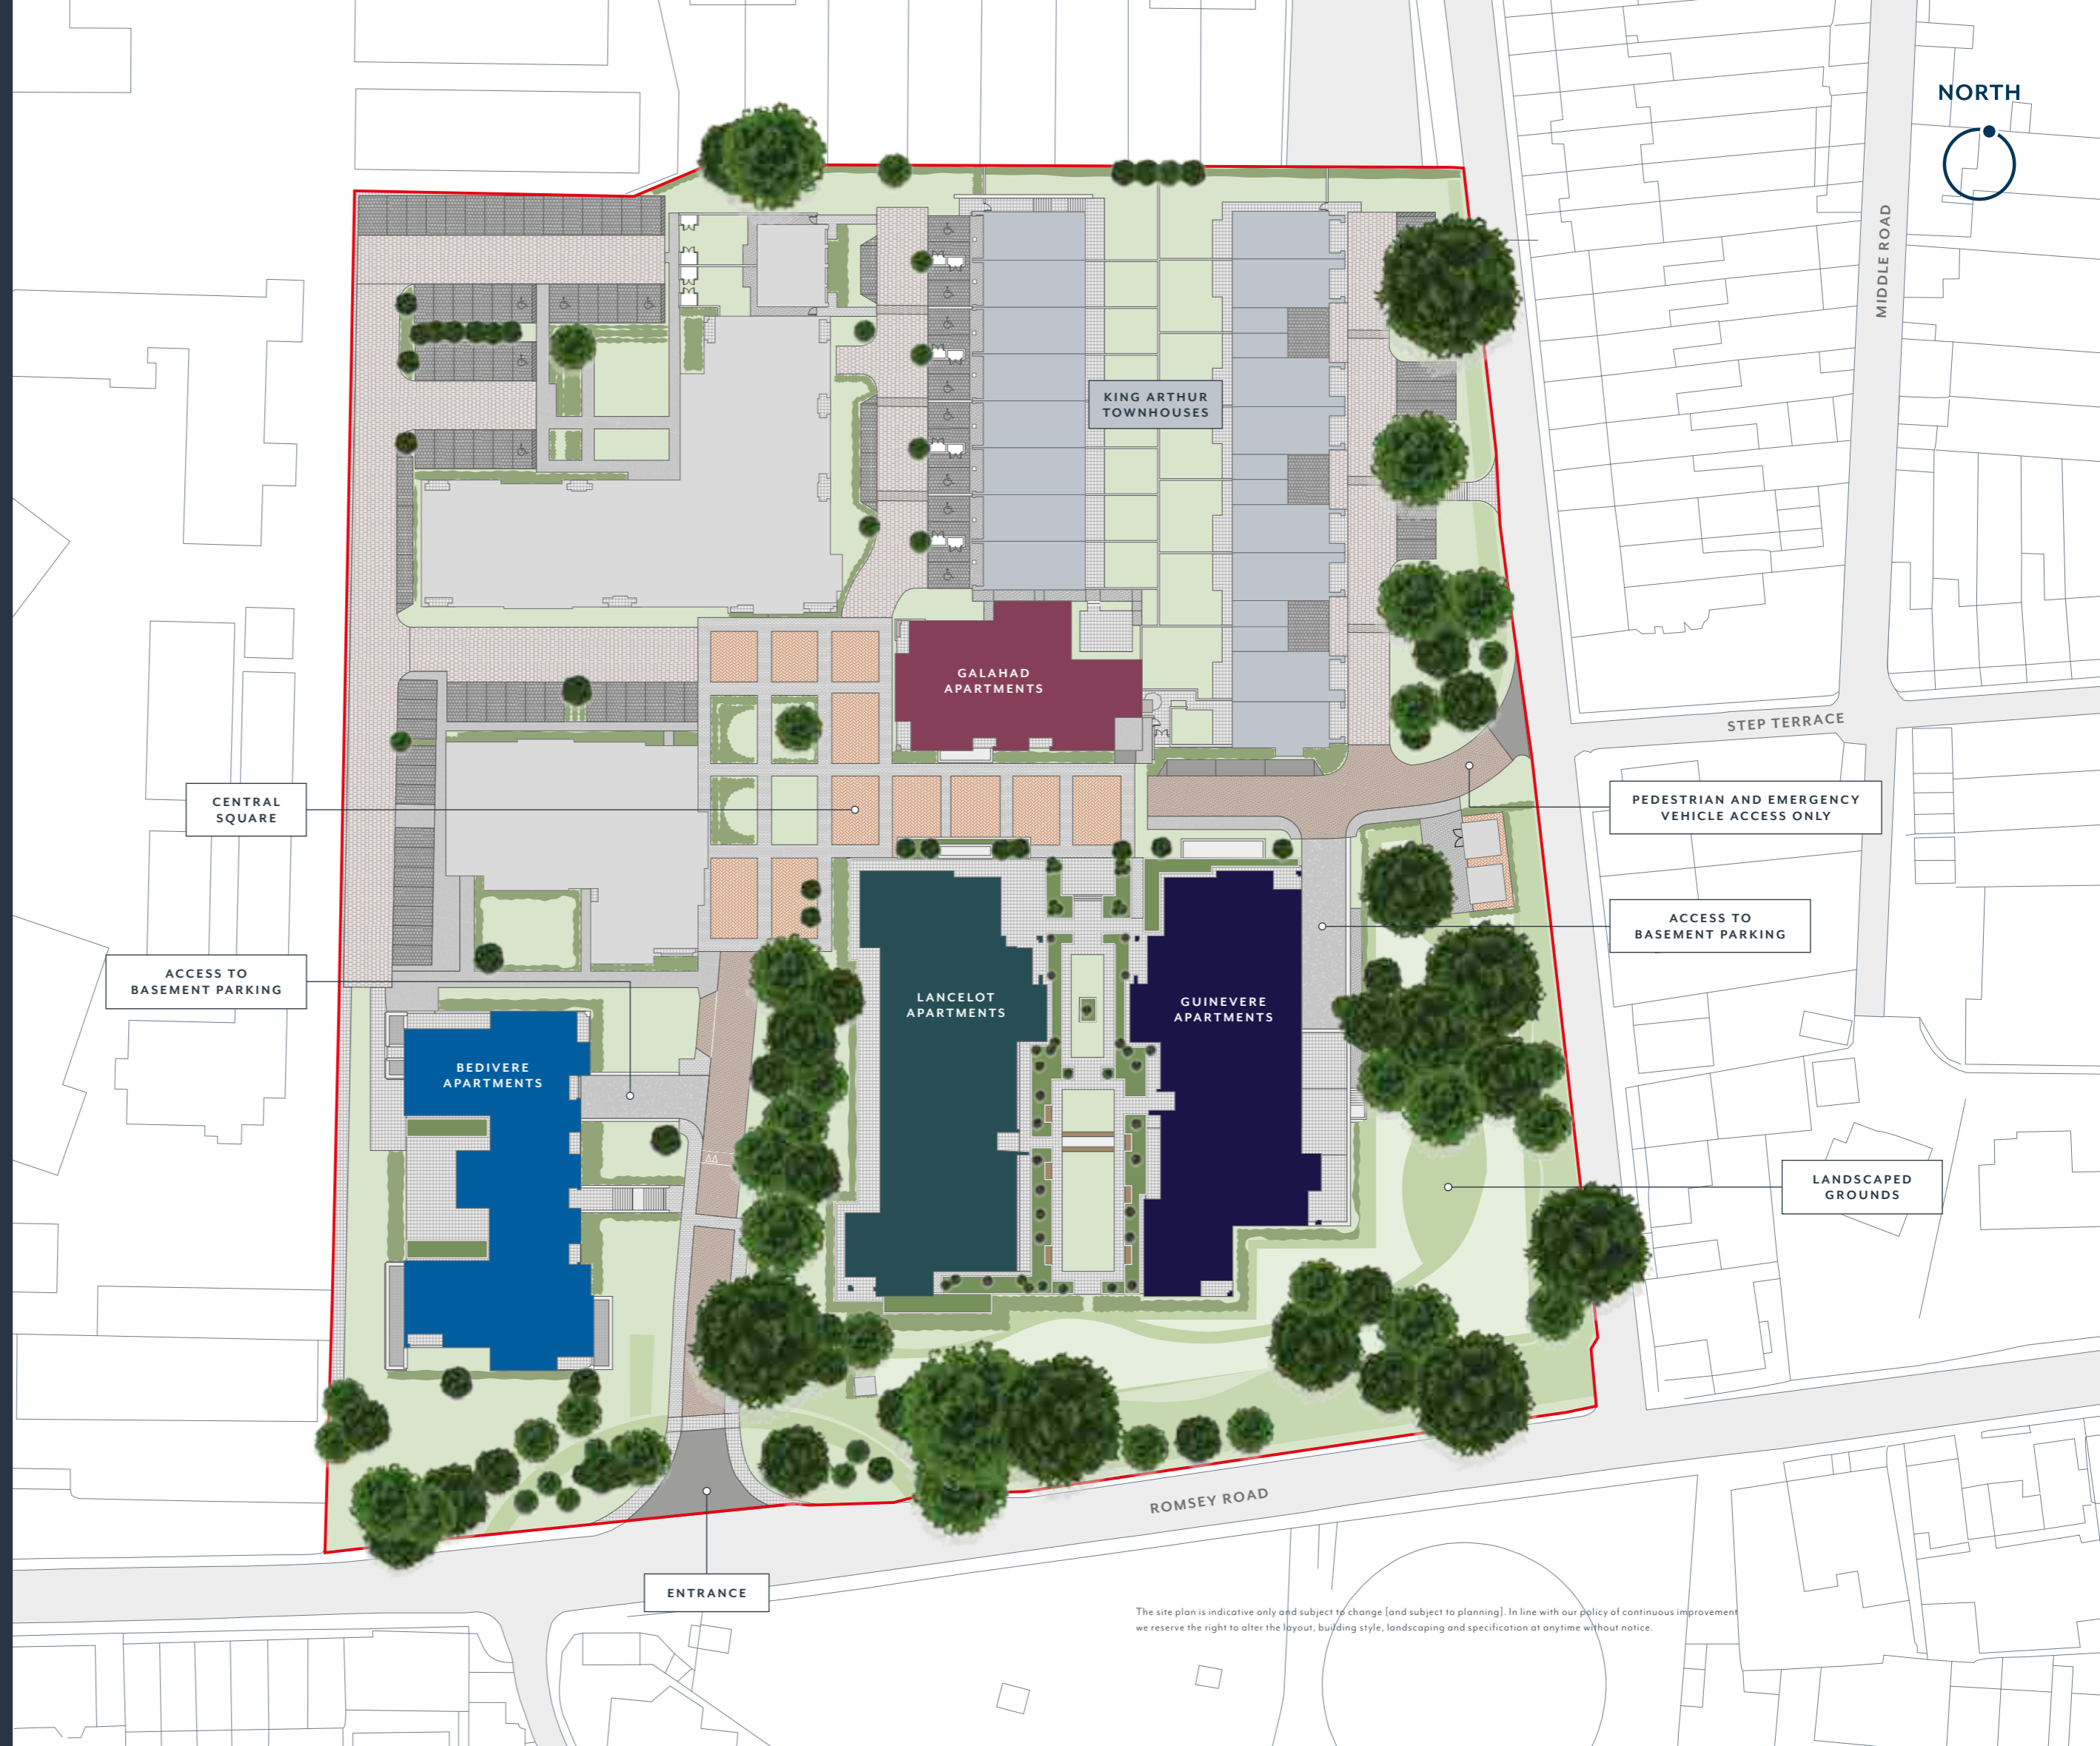 NORTH
MIDDLE ROAD
KING ARTHUR
TOWNHOUSES
GALAHAD
APARTMENTS
STEP TERRACE
CENTRAL
SQUARE
PEDESTRIAN AND EMERGENCY
VEHICLE ACCESS ONLY
ACCESS TO
BASEMENT PARKING
ACCESS TO
BASEMENT PARKING
LANCELOT
APARTMENTS
GUINEVERE
APARTMENTS
BEDIVERE
APARTMENTS
LANDSCAPED
GROUNDS
ROMSEY ROAD
ENTRANCE
The site plan is indicative only and subject to change [and subject to planning]. In line with our policy of continuous improvement
we reserve the right to alter the layout, building style, landscaping and specification at anytime without notice.